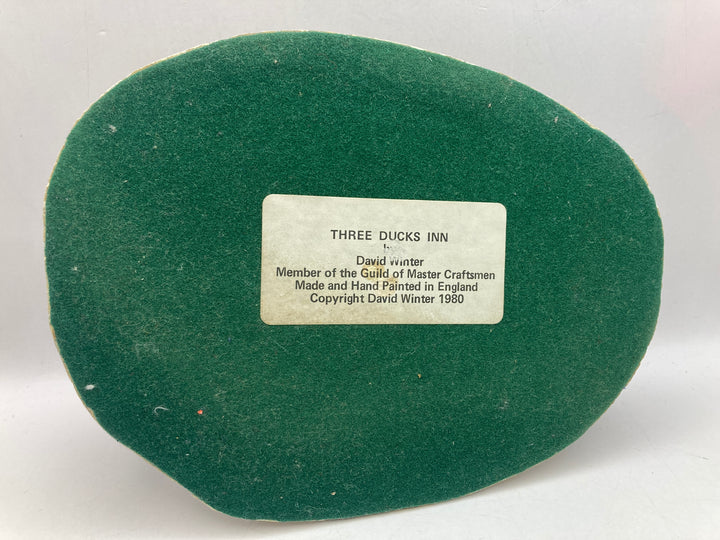 THREE DUCKS INN
by
David Winter
Member of the Guild of Master Craftsmen
Made and Hand Painted in England
Copyright David Winter 1980